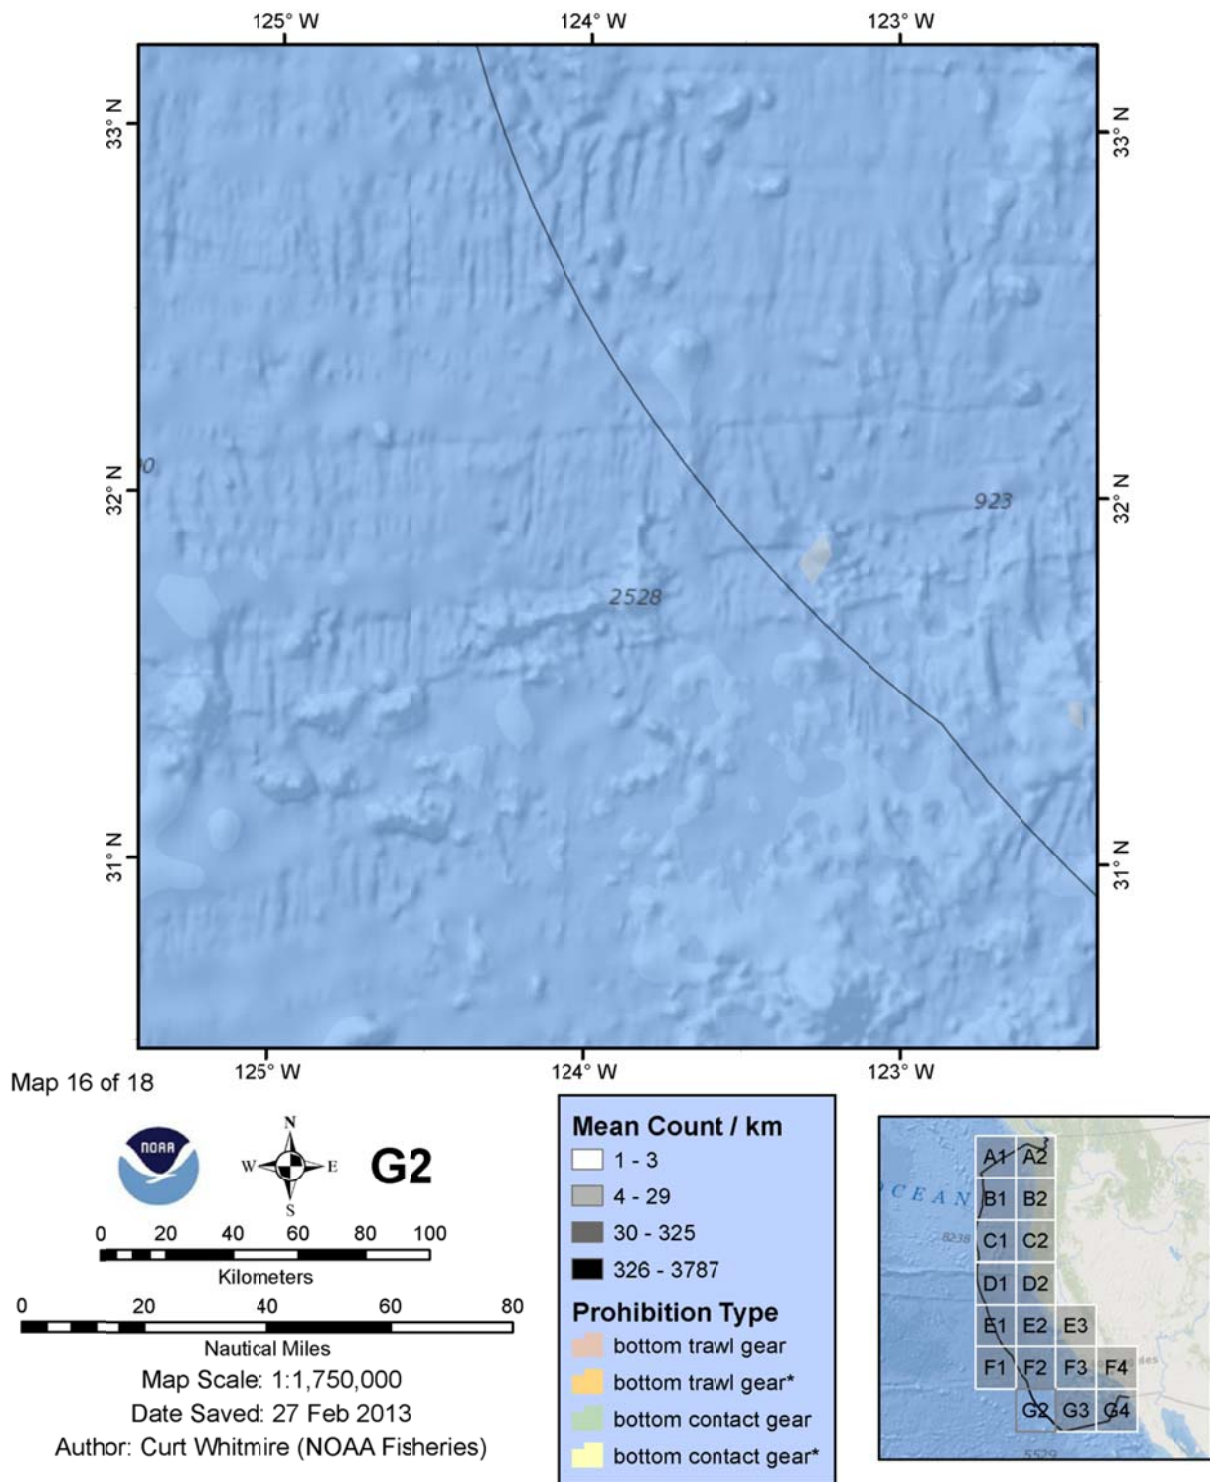 125° W 124° W 123° W
33° N 33° N
0
32° N 923 32° N
2528
31° N 31° N
125° W 124° W 123° W
Map 16 of 18
NOAA
N
W E
S
G2
0 20 40 60 80 100
Kilometers
0 20 40 60 80
Nautical Miles
Map Scale: 1:1,750,000
Date Saved: 27 Feb 2013
Author: Curt Whitmire (NOAA Fisheries)
Mean Count / km
1 - 3
4 - 29
30 - 325
326 - 3787
Prohibition Type
bottom trawl gear
bottom trawl gear*
bottom contact gear
bottom contact gear*
A1 A2
OCEAN B1 B2
8238 C1 C2
D1 D2
E1 E2 E3
F1 F2 F3 F4
G2 G3 G4
5529